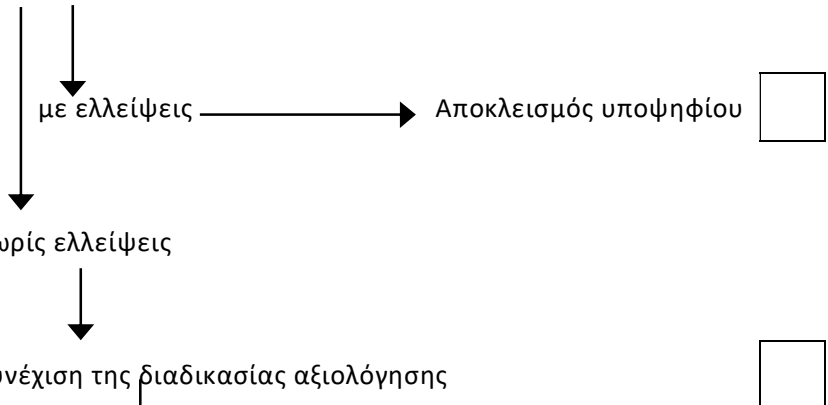 με ελλείψεις Αποκλεισμός υποψηφίου
ωρίς ελλείψεις
υνέχιση της διαδικασίας αξιολόγησης